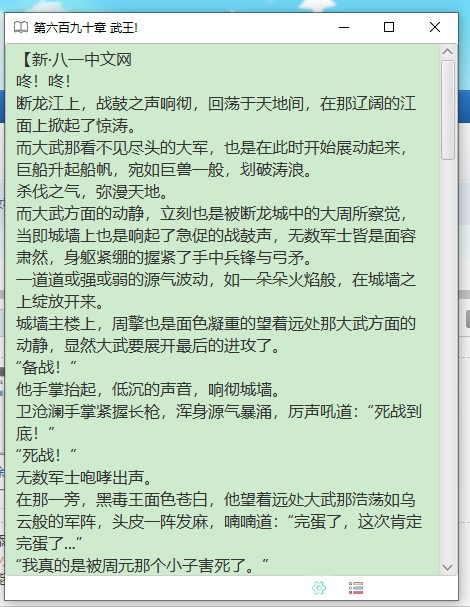 第六百九十章 武王!
【新·八一中文网
咚！咚！
断龙江上，战鼓之声响彻，回荡于天地间，在那辽阔的江
面上掀起了惊涛。
而大武那看不见尽头的大军，也是在此时开始展动起来，
巨船升起船帆，宛如巨兽一般，划破涛浪。
杀伐之气，弥漫天地。
而大武方面的动静，立刻也是被断龙城中的大周所察觉，
当即城墙上也是响起了急促的战鼓声，无数军士皆是面容
肃然，身躯紧绷的握紧了手中兵锋与弓矛。
一道道或强或弱的源气波动，如一朵朵火焰般，在城墙之
上绽放开来。
城墙主楼上，周擎也是面色凝重的望着远处那大武方面的
动静，显然大武要展开最后的进攻了。
“备战！”
他手掌抬起，低沉的声音，响彻城墙。
卫沧澜手掌紧握长枪，浑身源气暴涌，厉声吼道：“死战到
底！”
“死战！”
无数军士咆哮出声。
在那一旁，黑毒王面色苍白，他望着远处大武那浩荡如乌
云般的军阵，头皮一阵发麻，喃喃道：“完蛋了，这次肯定
完蛋了...”
“我真的是被周元那个小子害死了。”